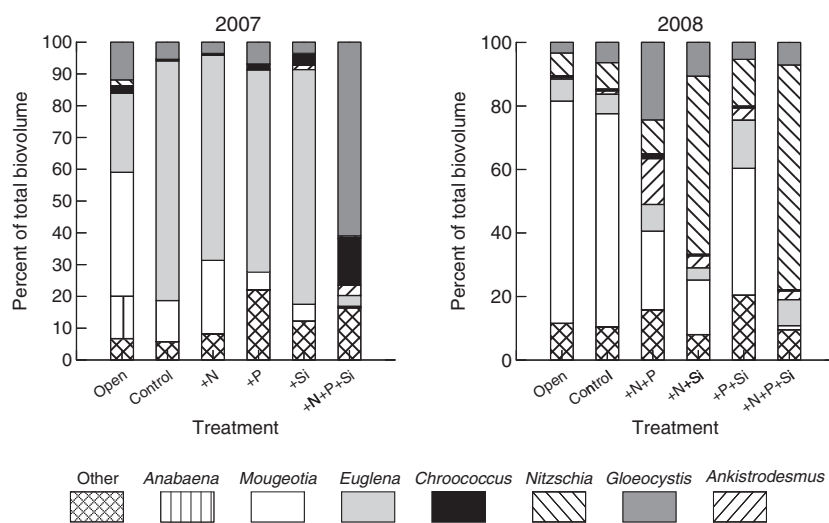 2007
100
90
80
70
60
50
40
30
20
10
0
Percent of total biovolume
Open
Control
+N
+P
+Si
+N+P+Si
Treatment
2008
100
80
60
40
20
0
Percent of total biovolume
Open
Control
+N+P
+N+Si
+P+Si
+N+P+Si
Treatment
Other Anabaena Mougeotia Euglena Chroococcus Nitzschia Gloeocystis Ankistrodesmus